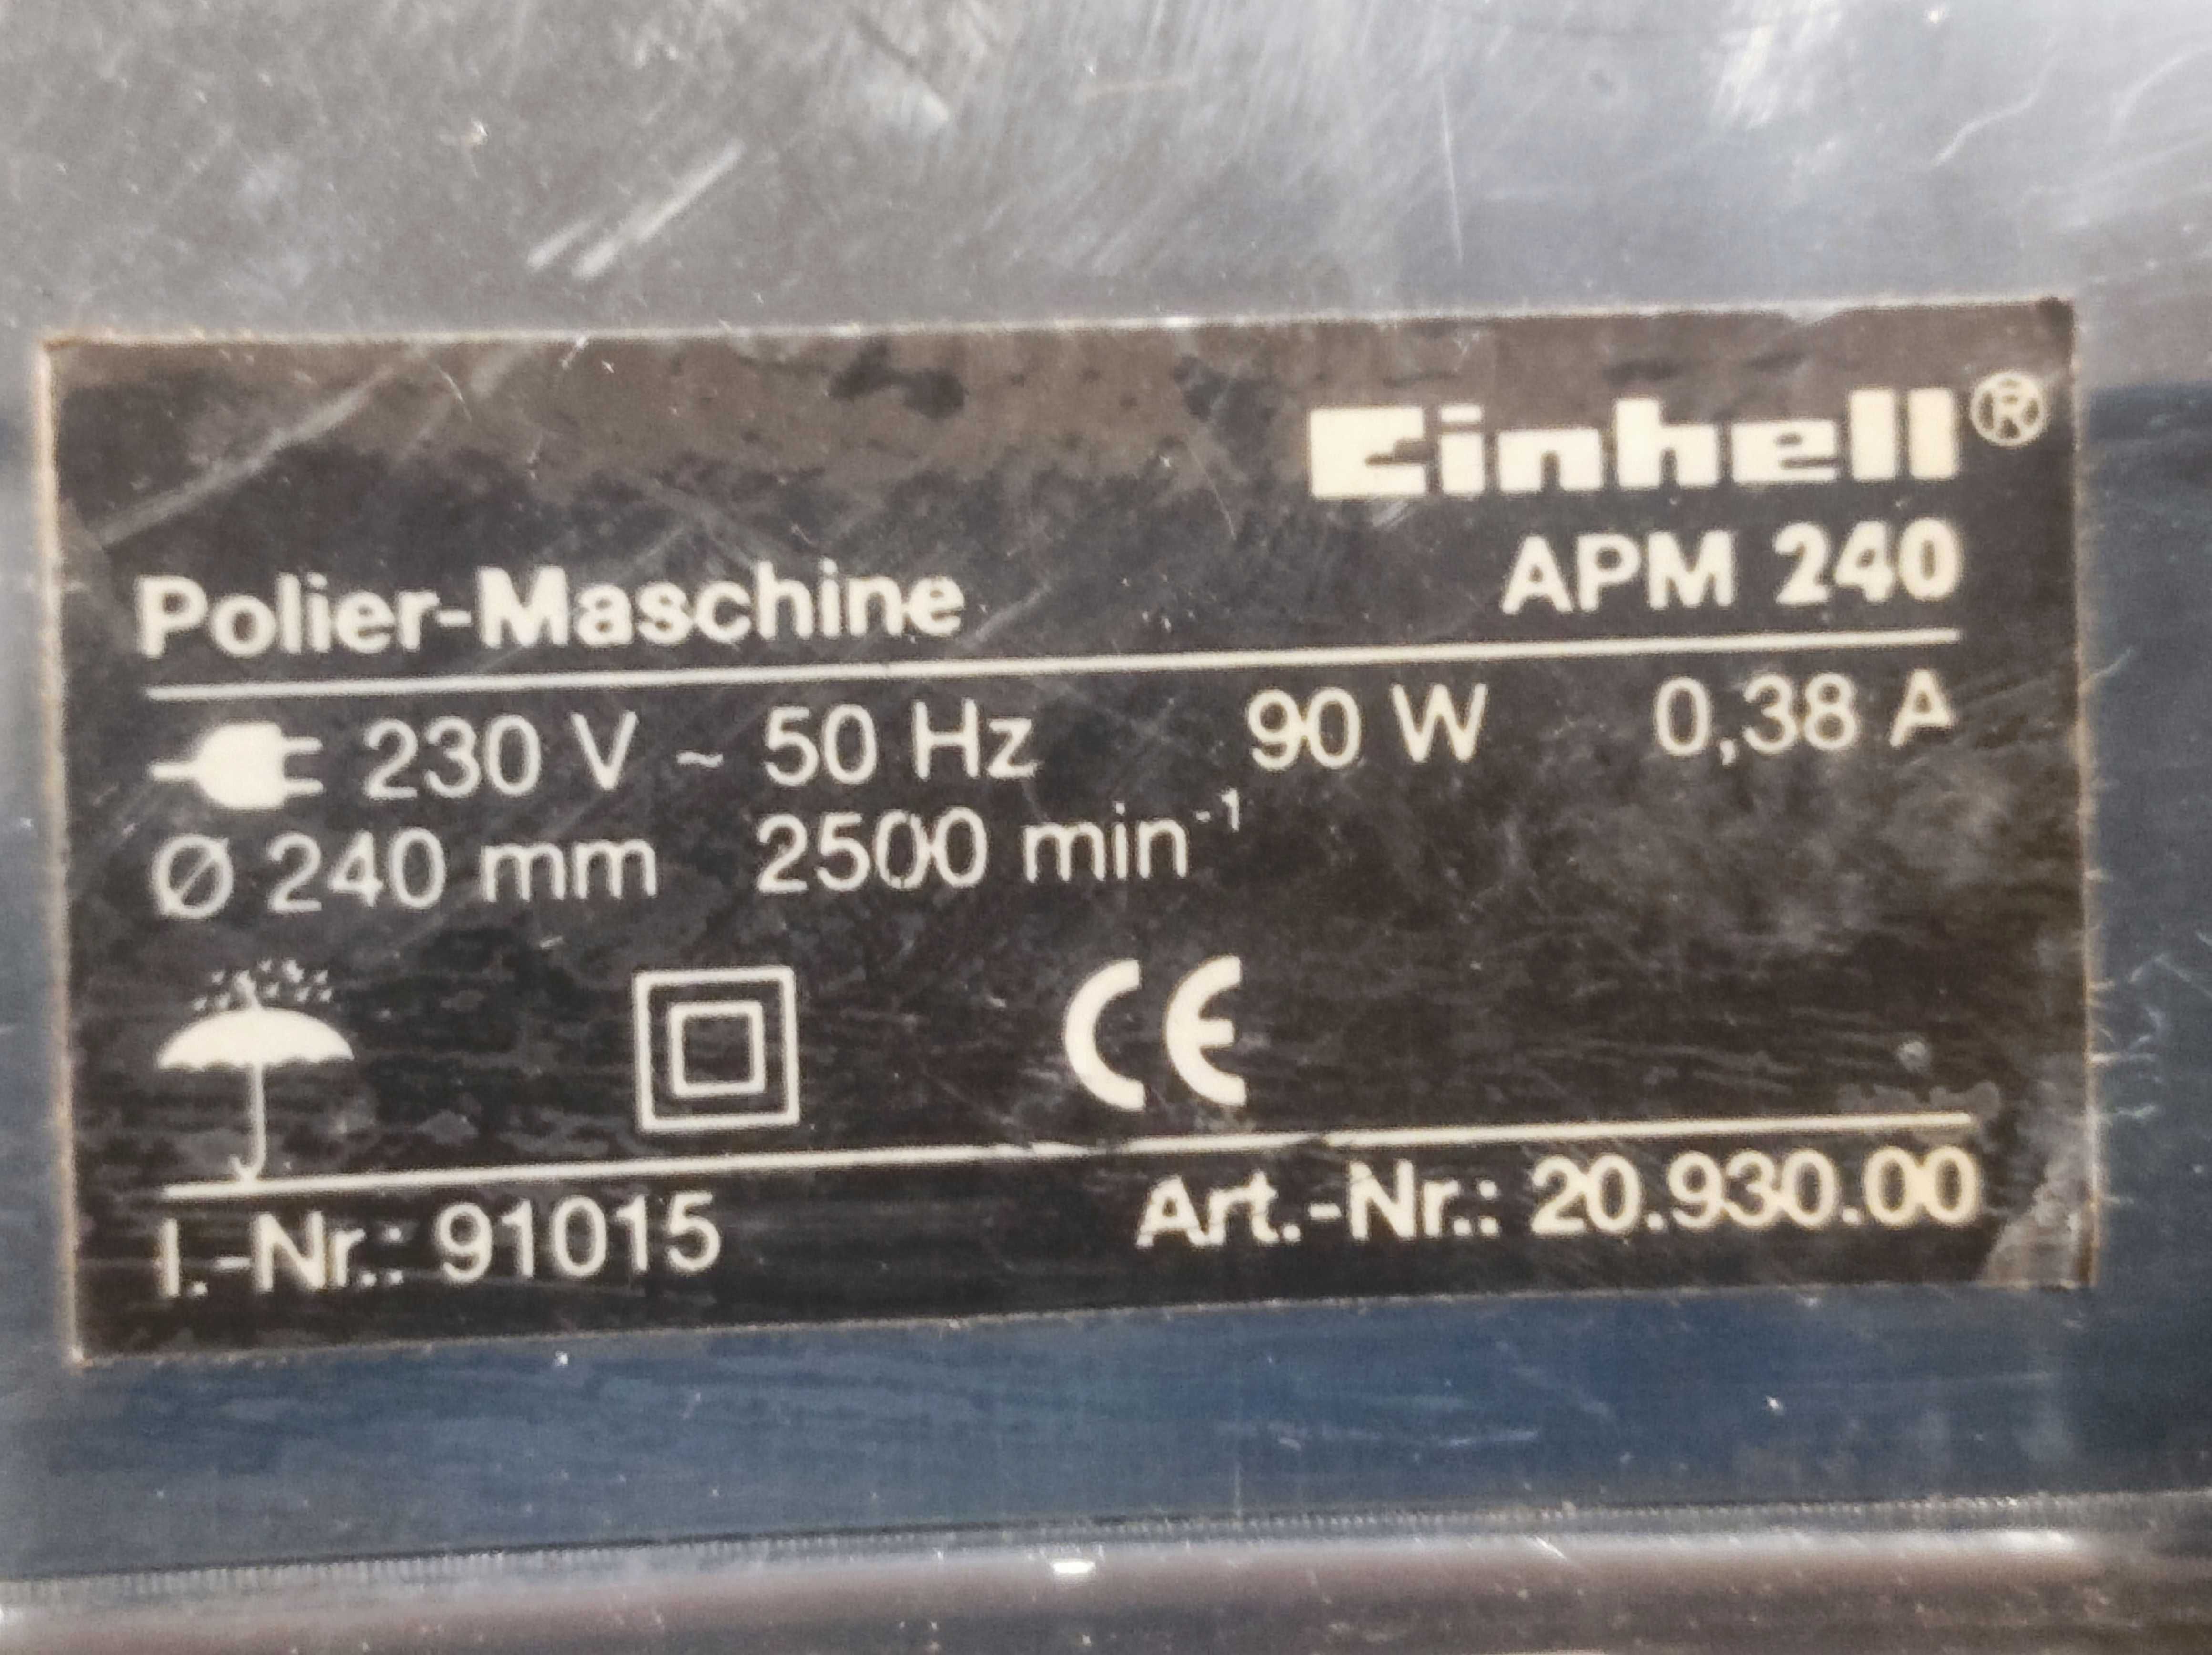 Einhell®
APM 240
Polier-Maschine
230 V ~ 50 Hz 90 W 0,38 A
Ø 240 mm 2500 min⁻¹
CE
I.-Nr.: 91015 Art.-Nr.: 20.930.00